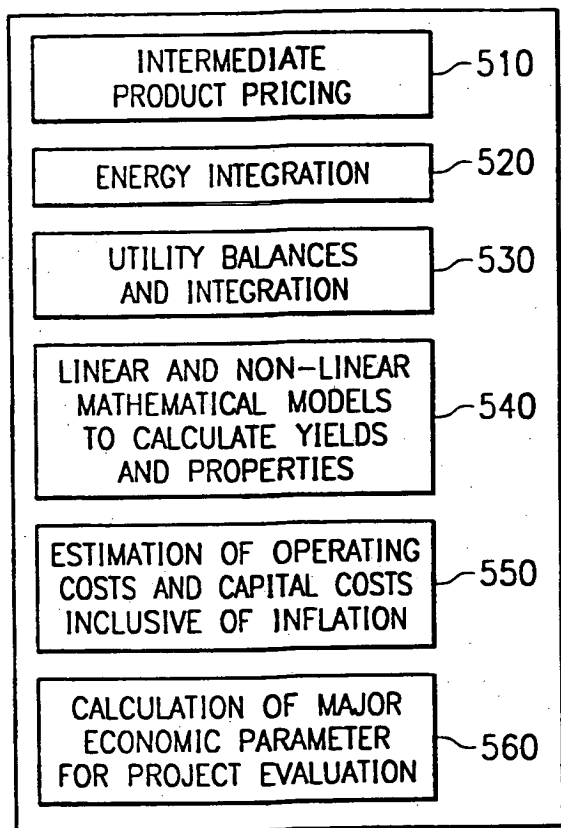 INTERMEDIATE
PRODUCT PRICING
510
ENERGY INTEGRATION
520
UTILITY BALANCES
AND INTEGRATION
530
LINEAR AND NON-LINEAR
MATHEMATICAL MODELS
TO CALCULATE YIELDS
AND PROPERTIES
540
ESTIMATION OF OPERATING
COSTS AND CAPITAL COSTS
INCLUSIVE OF INFLATION
550
CALCULATION OF MAJOR
ECONOMIC PARAMETER
FOR PROJECT EVALUATION
560